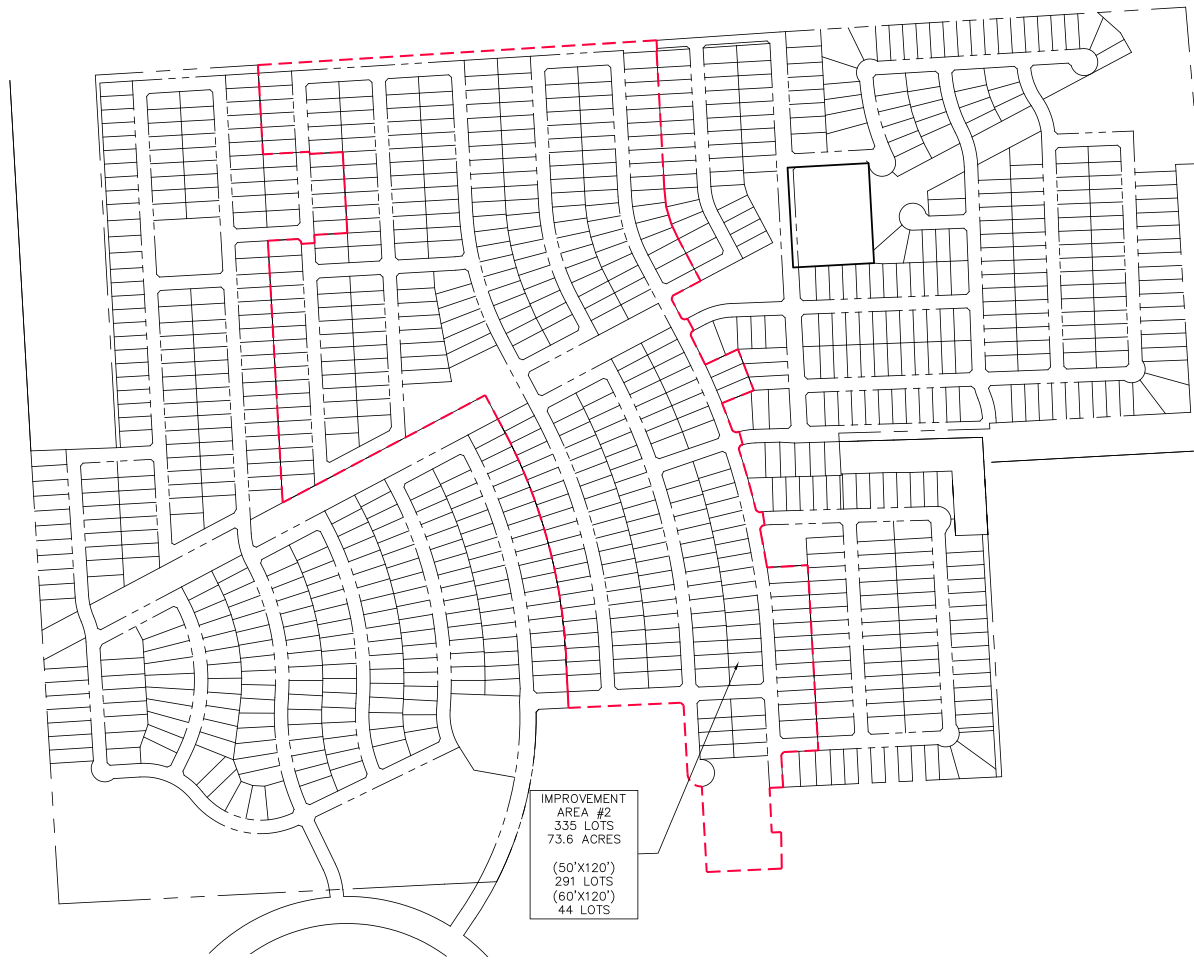 IMPROVEMENT
AREA #2
335 LOTS
73.6 ACRES
(50'X120')
291 LOTS
(60'X120')
44 LOTS